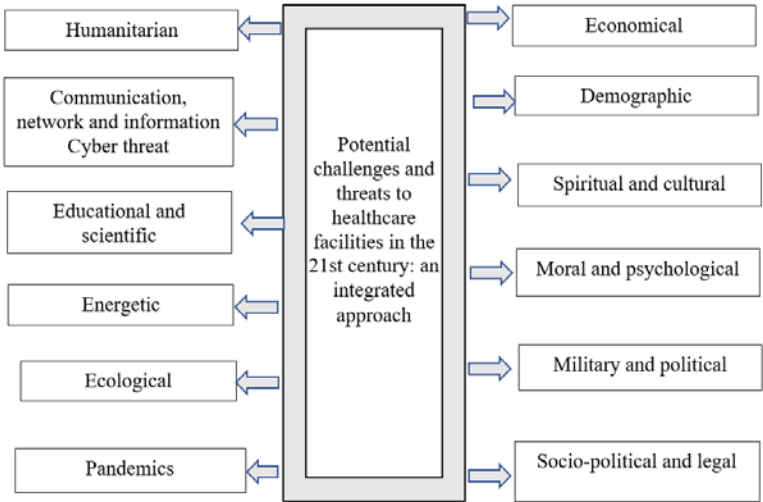 Humanitarian
Communication,
network and information
Cyber threat
Educational and
scientific
Energetic
Ecological
Pandemics
Potential
challenges and
threats to
healthcare
facilities in the
21st century: an
integrated
approach
Economical
Demographic
Spiritual and cultural
Moral and psychological
Military and political
Socio-political and legal